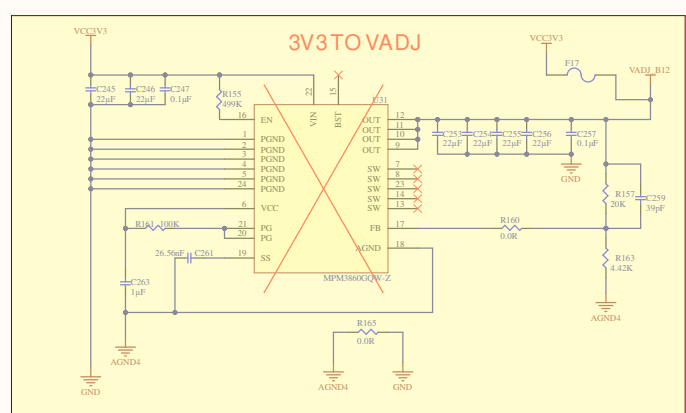 3V3 TO VADJ
VCC3V3
VCC3V3
F17
VADJ_B12
C245
22µF
C246
22µF
C247
0.1µF
R155
499K
22
VIN
15
BST
U31
16
EN
1
PGND
2
PGND
3
PGND
4
PGND
5
PGND
24
PGND
6
VCC
21
PG
20
PG
19
SS
OUT
12
OUT
11
OUT
10
OUT
9
SW
7
SW
8
SW
23
SW
14
SW
13
FB
17
AGND
18
MPM3860GQW-Z
C253
22µF
C254
22µF
C255
22µF
C256
22µF
C257
0.1µF
GND
R157
20K
C259
39pF
R160
0.0R
R163
4.42K
AGND4
R161
100K
26.56nF
C261
C263
1µF
AGND4
GND
R165
0.0R
AGND4
GND